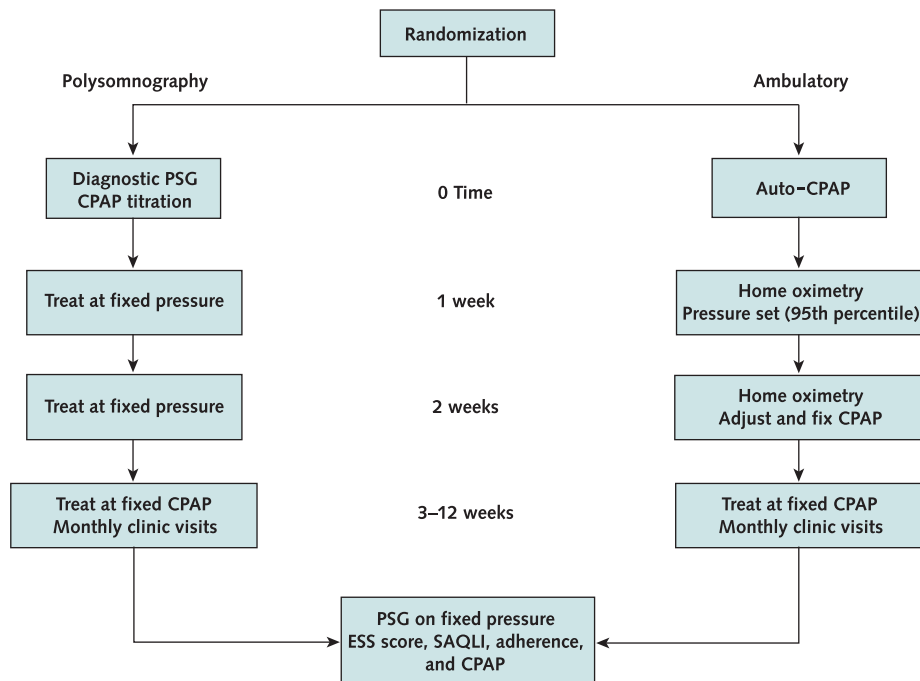 Randomization
Polysomnography
Ambulatory
Diagnostic PSG
CPAP titration
0 Time
Auto–CPAP
Treat at fixed pressure
1 week
Home oximetry
Pressure set (95th percentile)
Treat at fixed pressure
2 weeks
Home oximetry
Adjust and fix CPAP
Treat at fixed CPAP
Monthly clinic visits
3–12 weeks
Treat at fixed CPAP
Monthly clinic visits
PSG on fixed pressure
ESS score, SAQLI, adherence,
and CPAP